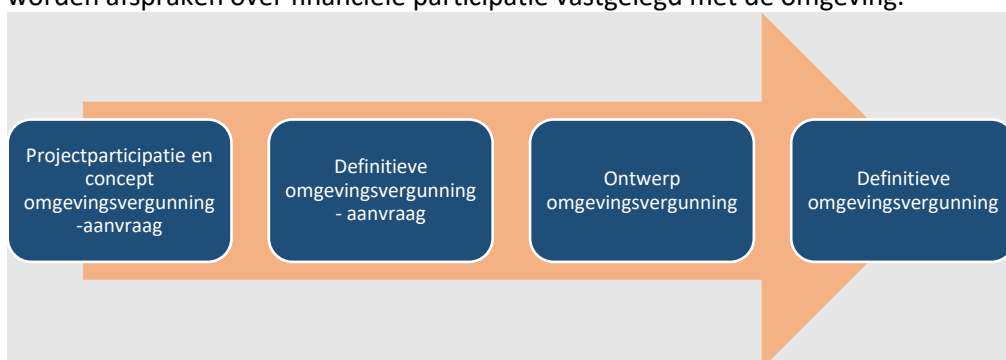 worden afspraken over financiële participatie vastgelegd met de omgeving.
Projectparticipatie en
concept
omgevingsvergunning
-aanvraag
Definitieve
omgevingsvergunning
- aanvraag
Ontwerp
omgevingsvergunning
Definitieve
omgevingsvergunning